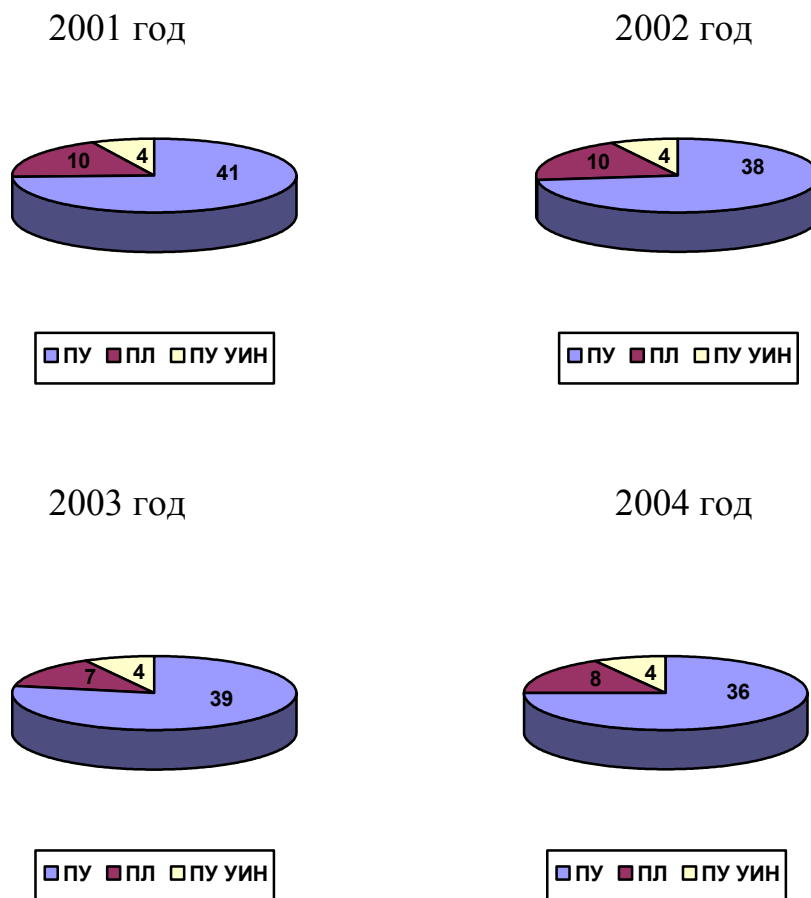 2001 год
2002 год
10 4 41
10 4 38
ПУ ПЛ ПУ УИН
ПУ ПЛ ПУ УИН
2003 год
2004 год
7 4 39
8 4 36
ПУ ПЛ ПУ УИН
ПУ ПЛ ПУ УИН